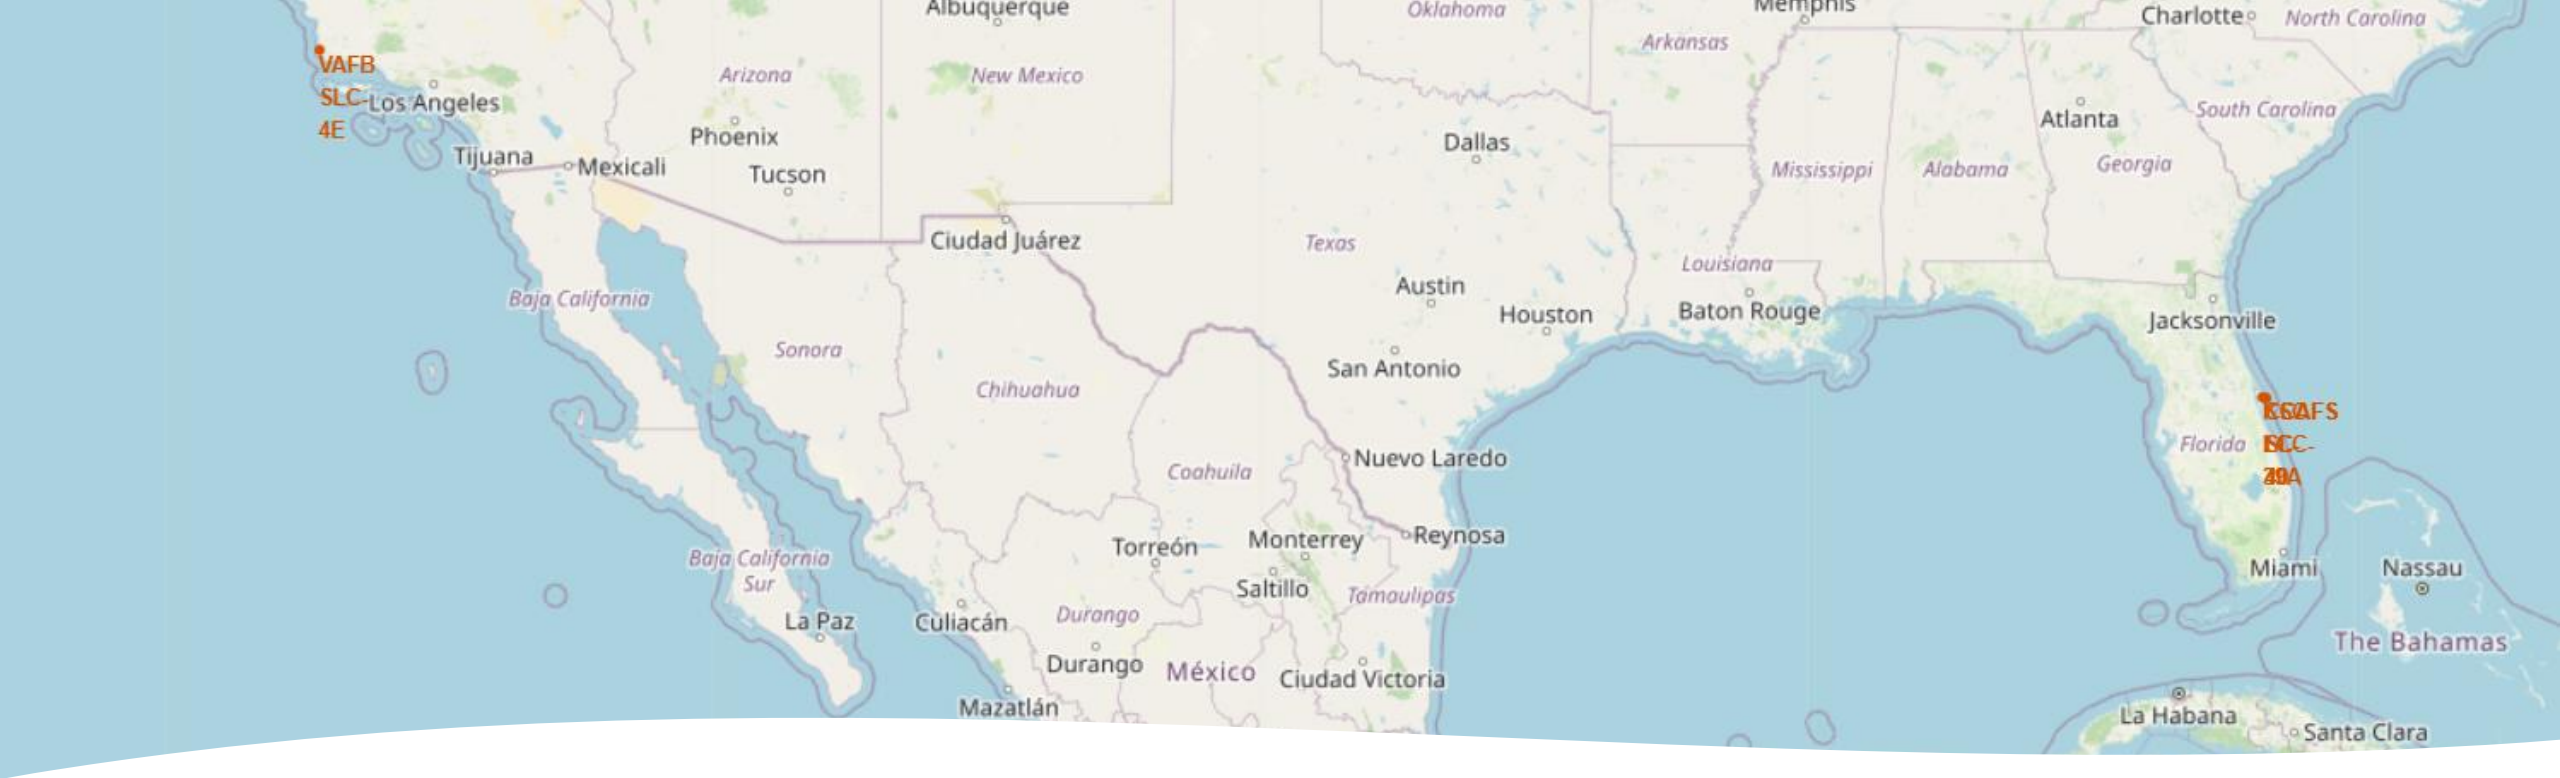 Albuquerque
Oklahoma
Memphis
Charlotte
North Carolina
Arkansas
VAFB
SLC-
4E
Los Angeles
Arizona
New Mexico
Atlanta
South Carolina
Phoenix
Dallas
Tijuana
Mexicali
Tucson
Mississippi
Alabama
Georgia
Ciudad Juárez
Texas
Louisiana
Baja California
Austin
Houston
Baton Rouge
Jacksonville
Sonora
San Antonio
Chihuahua
Florida
Coahuila
Nuevo Laredo
Torreón
Monterrey
Reynosa
Baja California
Sur
Saltillo
Tamaulipas
Miami
Nassau
La Paz
Culiacán
Durango
The Bahamas
Durango
México
Ciudad Victoria
Mazatlán
La Habana
Santa Clara